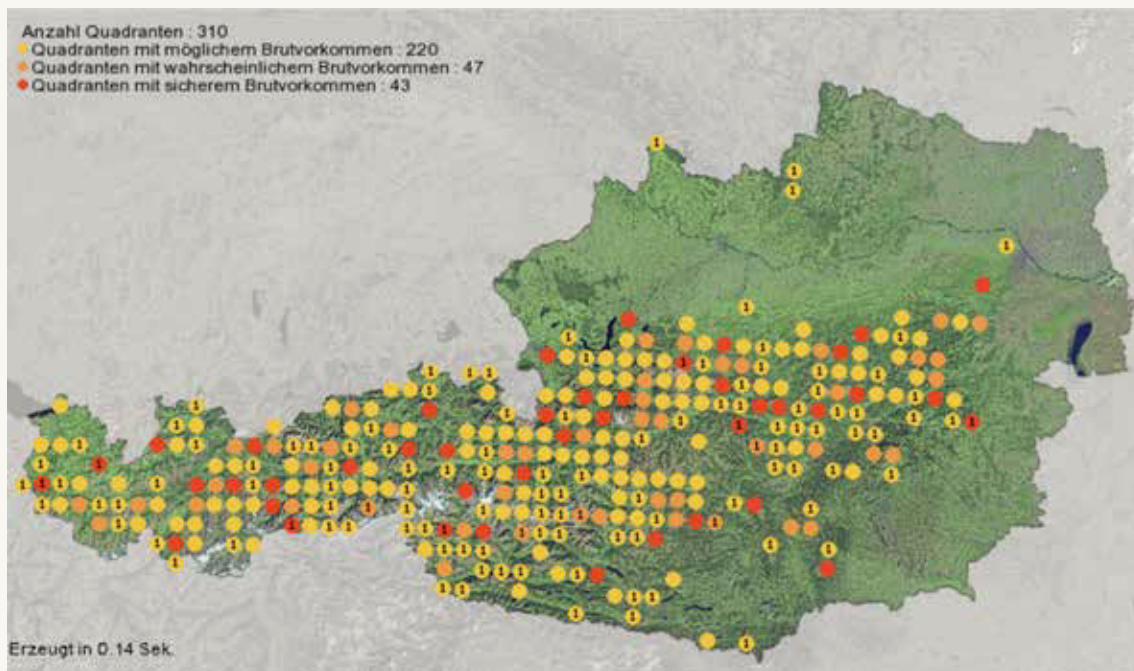 Anzahl Quadranten : 310
Quadranten mit möglichem Brutvorkommen : 220
Quadranten mit wahrscheinlichem Brutvorkommen : 47
Quadranten mit sicherem Brutvorkommen : 43
Erzeugt in 0.14 Sek.